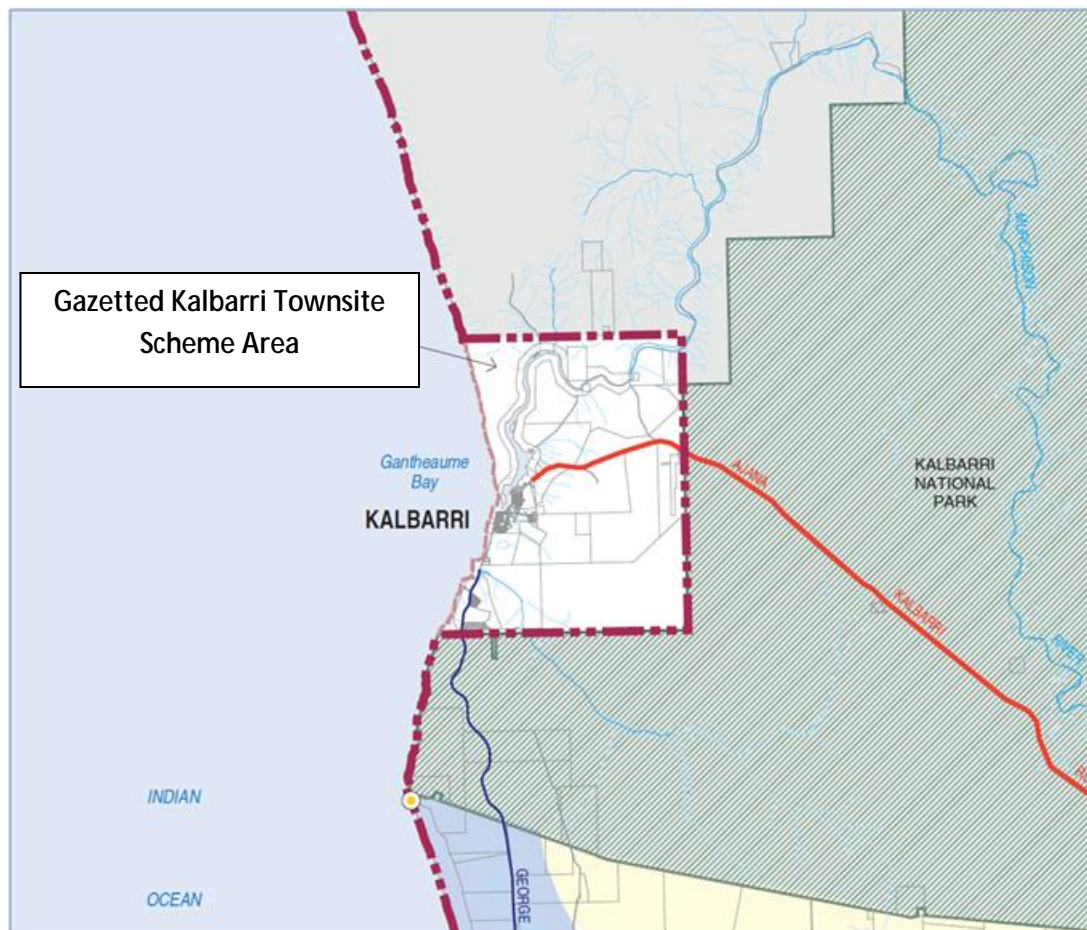 Gazetted Kalbarri Townsite
Scheme Area
MURCHISON
Gantheaume
Bay
KALBARRI
AJANA
KALBARRI
NATIONAL
PARK
KALBARRI
RIVER
INDIAN
OCEAN
GEORGE